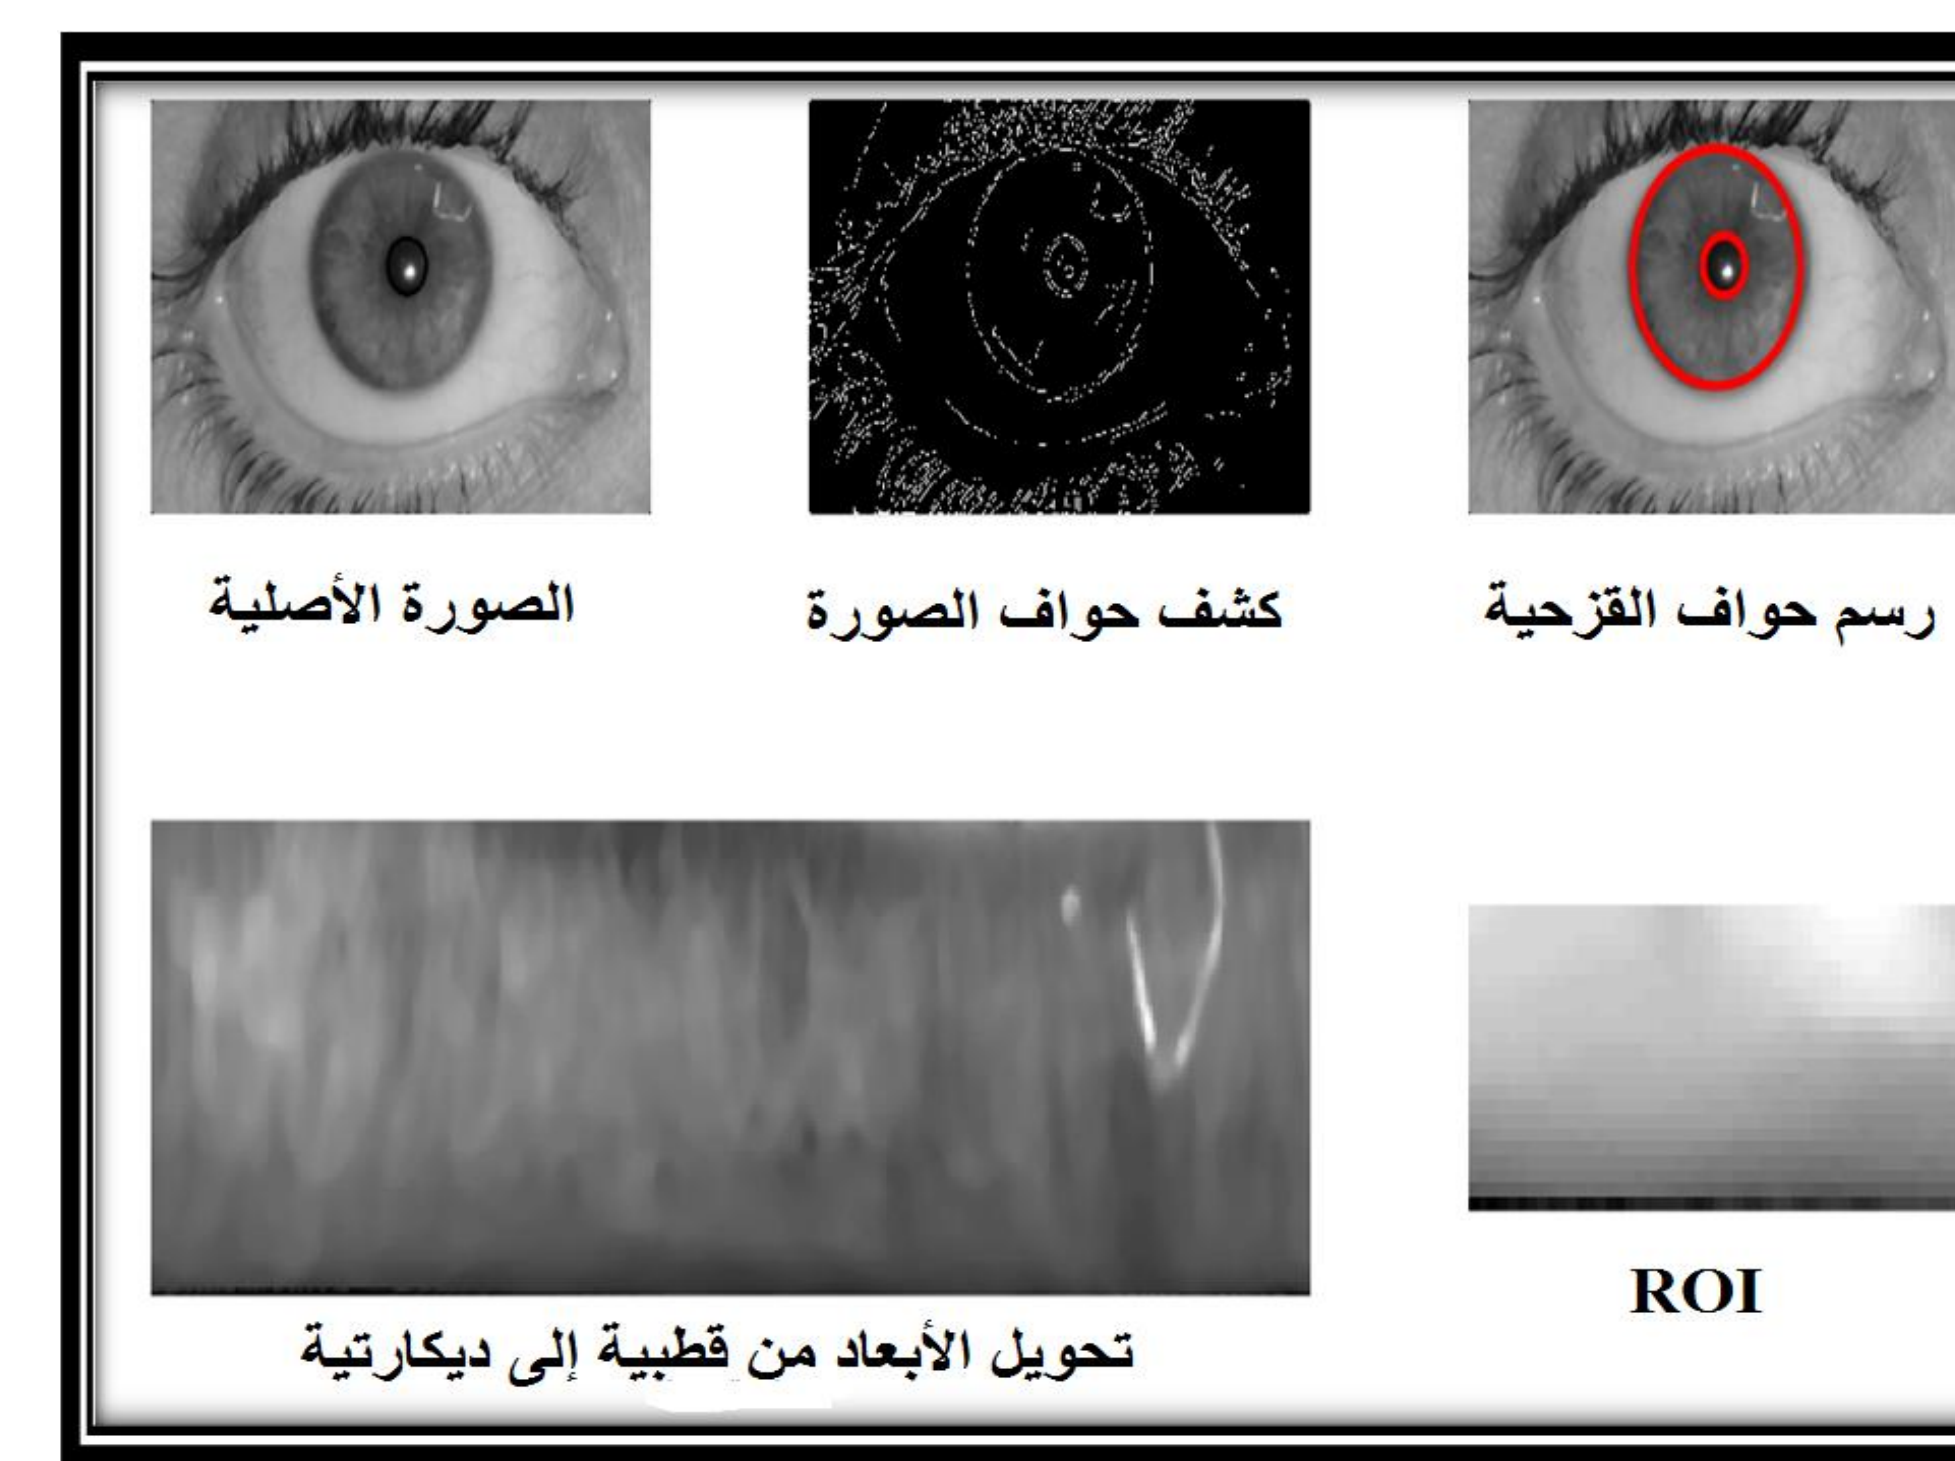 الصورة الأصلية
كشف حواف الصورة
رسم حواف القزحية
تحويل الأبعاد من قطبية إلى ديكارتية
ROI